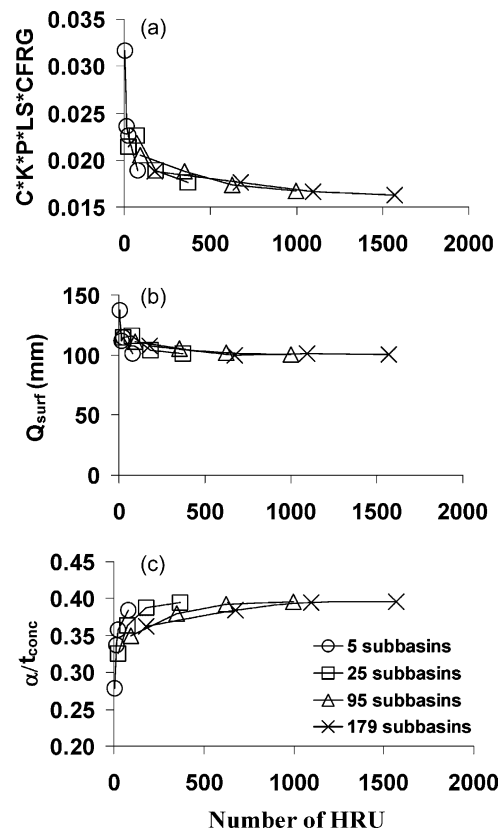 (a)
C*K*P*LS*CFRG
0.035
0.030
0.025
0.020
0.015
0 500 1000 1500 2000
(b)
Qsurf (mm)
150
100
50
0
0 500 1000 1500 2000
(c)
α/tconc
0.45
0.40
0.35
0.30
0.25
0.20
5 subbasins
25 subbasins
95 subbasins
179 subbasins
0 500 1000 1500 2000
Number of HRU